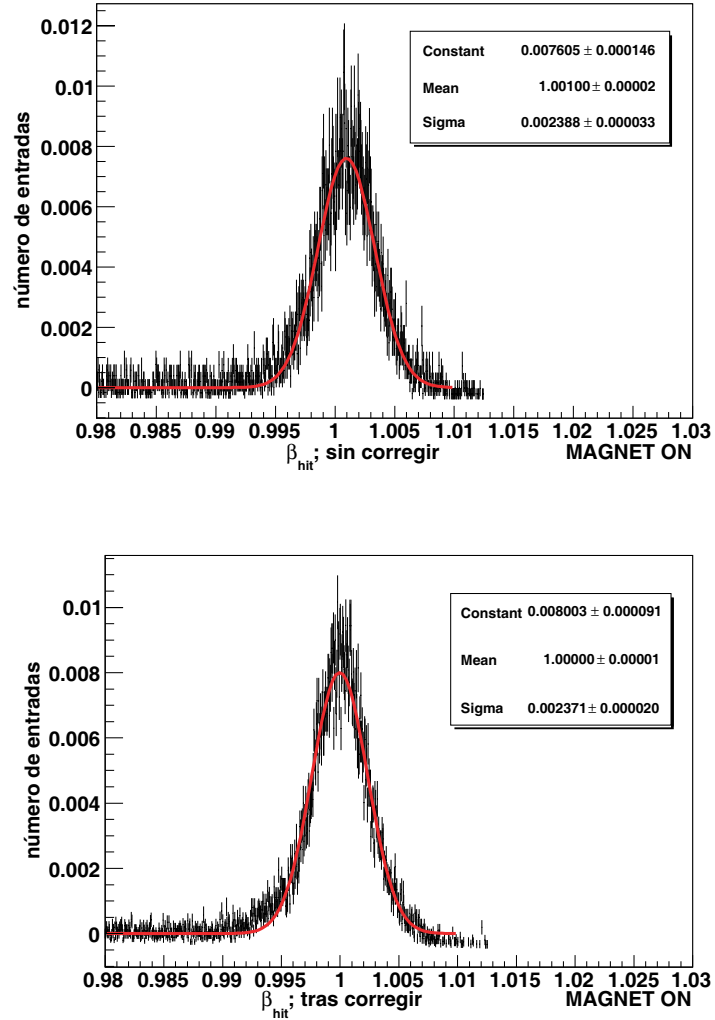 número de entradas
0.012
0.01
0.008
0.006
0.004
0.002
0
Constant 0.007605 ± 0.000146
Mean 1.00100 ± 0.00002
Sigma 0.002388 ± 0.000033
0.98 0.985 0.99 0.995 1 1.005 1.01 1.015 1.02 1.025 1.03
βhit; sin corregir MAGNET ON
número de entradas
0.01
0.008
0.006
0.004
0.002
0
Constant 0.008003 ± 0.000091
Mean 1.00000 ± 0.00001
Sigma 0.002371 ± 0.000020
0.98 0.985 0.99 0.995 1 1.005 1.01 1.015 1.02 1.025 1.03
βhit; tras corregir MAGNET ON